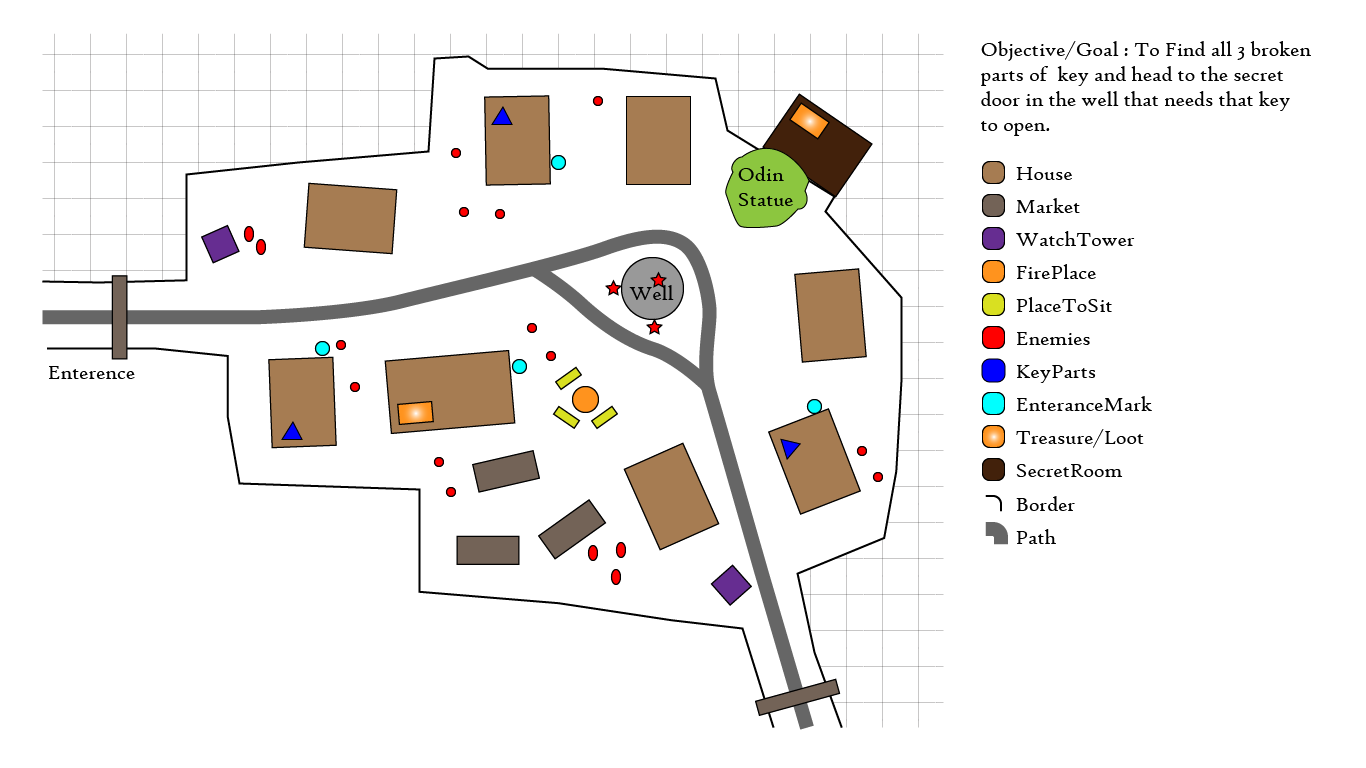 Objective/Goal : To Find all 3 broken
parts of key and head to the secret
door in the well that needs that key
to open.
Odin
Statue
House
Market
WatchTower
FirePlace
Well
PlaceToSit
Enemies
Enterence
KeyParts
EnteranceMark
Treasure/Loot
SecretRoom
Border
Path